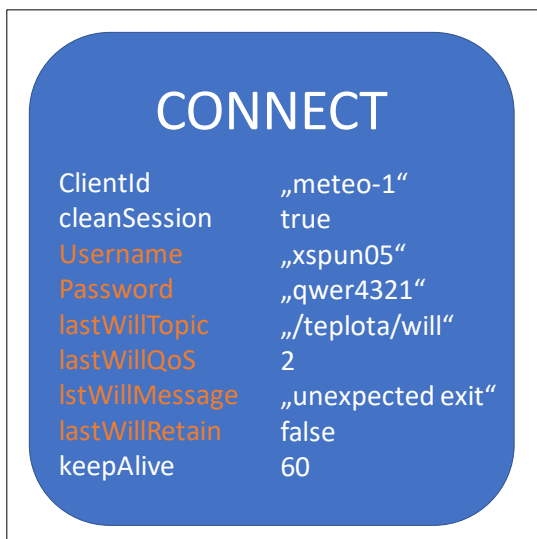 CONNECT
ClientId „meteo-1“
cleanSession true
Username „xspun05“
Password „qwer4321“
lastWillTopic „/teplota/will“
lastWillQoS 2
lstWillMessage „unexpected exit“
lastWillRetain false
keepAlive 60